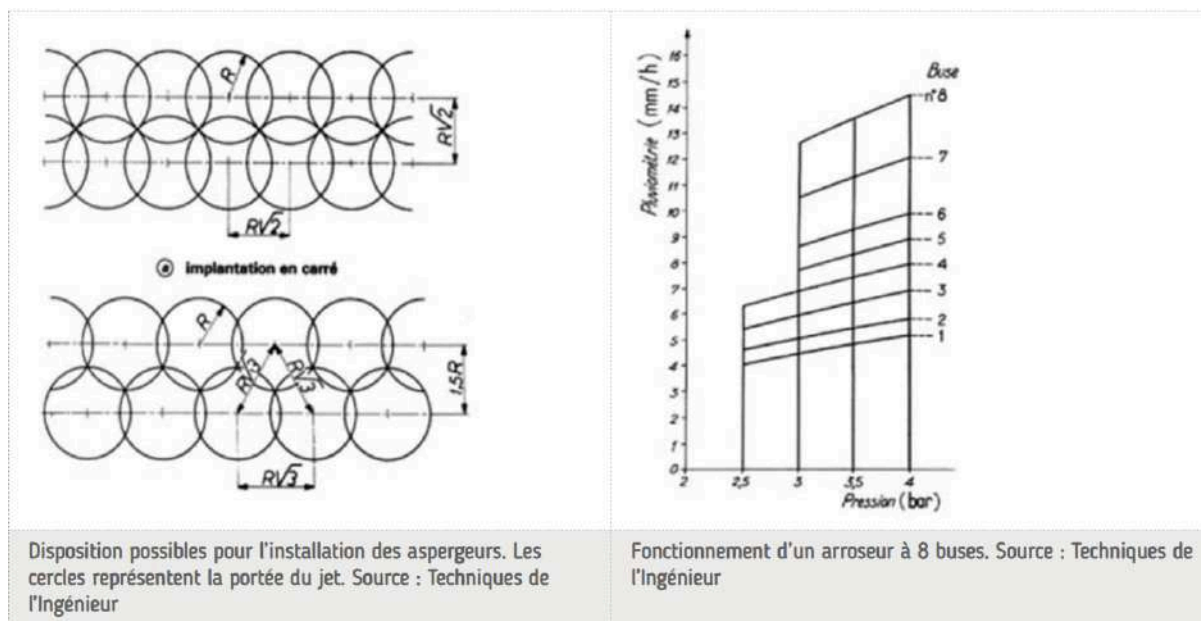 R
RV2
RV2
ⓐ implantation en carré
R
RV3
RV3
1,5R
RV3
Disposition possibles pour l'installation des aspergeurs. Les
cercles représentent la portée du jet. Source : Techniques de
l'Ingénieur
Pluviométrie (mm/h)
16
15
14
13
12
11
10
9
8
7
6
5
4
3
2
1
0
2
2,5
3
3,5
4
Pression (bar)
Buse
n°8
7
6
5
4
3
2
1
Fonctionnement d'un arroseur à 8 buses. Source : Techniques de
l'Ingénieur